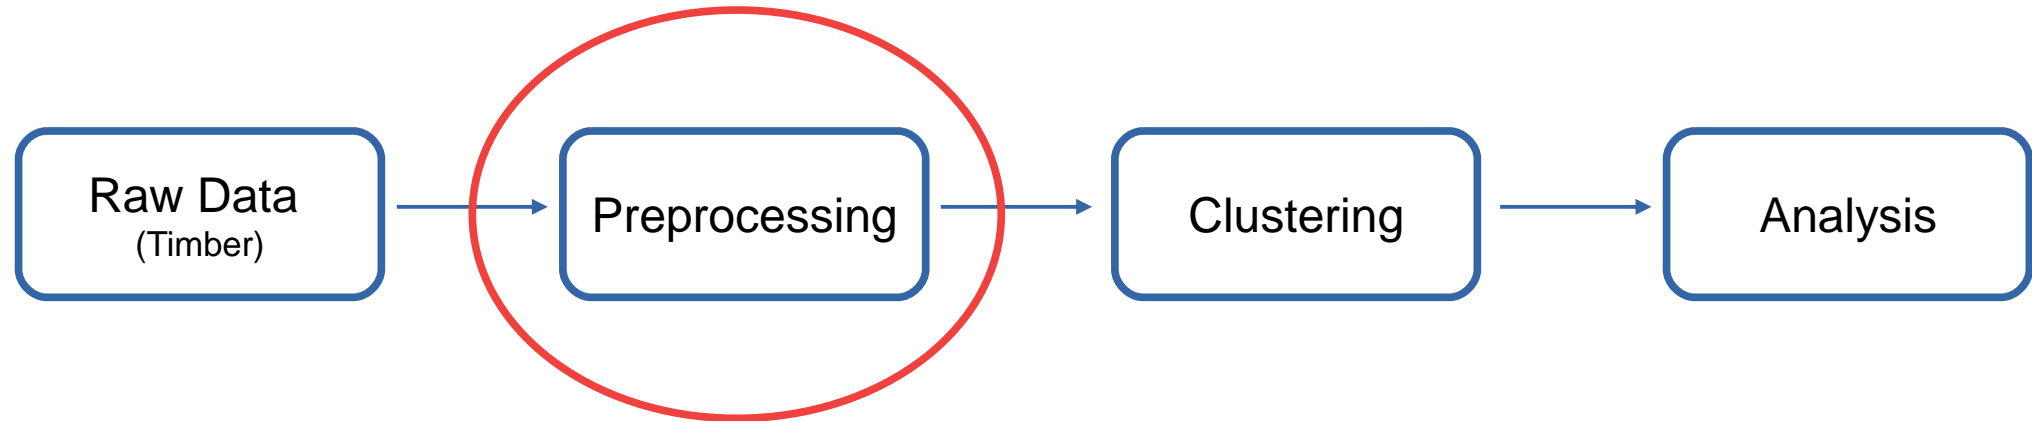 Raw Data
(Timber)
Preprocessing
Clustering
Analysis